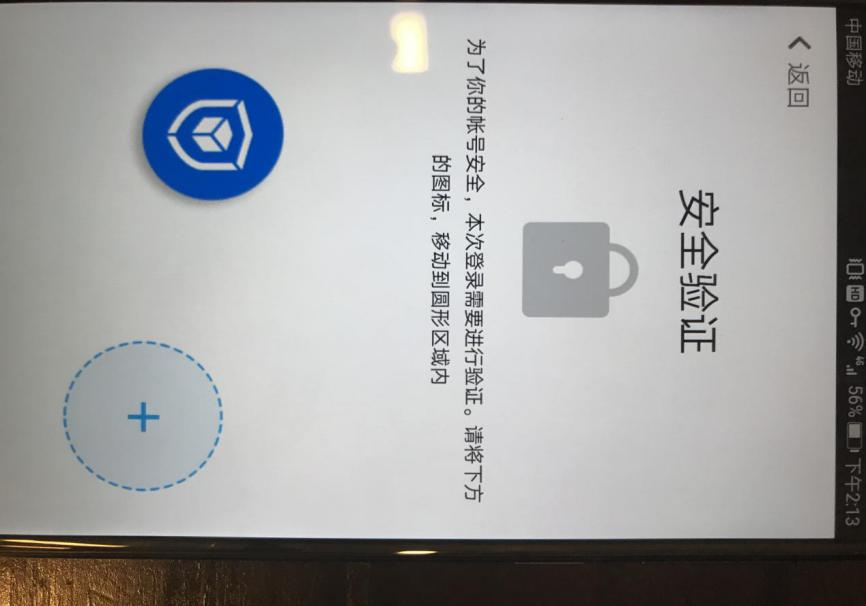 中国移动
HD 4G 56% 下午2:13
返回
安全验证
为了你的帐号安全，本次登录需要进行验证。请将下方
的图标，移动到圆形区域内